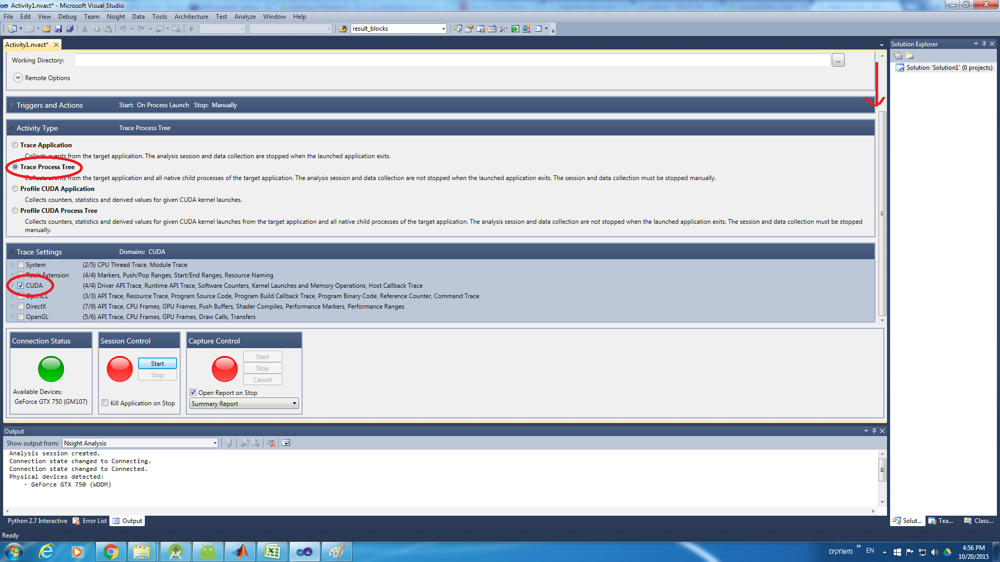 Activity1.nvact* - Microsoft Visual Studio
File Edit View Debug Team Nsight Data Tools Architecture Test Analyze Window Help
result_blocks
Activity1.nvact*
Solution Explorer
Solution 'Solution1' (0 projects)
Working Directory:
...
Remote Options
Triggers and Actions Start: On Process Launch Stop: Manually
Activity Type Trace Process Tree
Trace Application
Collects events from the target application. The analysis session and data collection are stopped when the launched application exits.
Trace Process Tree
Collects events from the target application and all native child processes of the target application. The analysis session and data collection are not stopped when the launched application exits. The session and data collection must be stopped manually.
Profile CUDA Application
Collects counters, statistics and derived values for given CUDA kernel launches.
Profile CUDA Process Tree
Collects counters, statistics and derived values for given CUDA kernel launches from the target application and all native child processes of the target application. The analysis session and data collection are not stopped when the launched application exits. The session and data collection must be stopped
manually.
Trace Settings Domains: CUDA
System (2/5) CPU Thread Trace, Module Trace
Tools Extension (4/4) Markers, Push/Pop Ranges, Start/End Ranges, Resource Naming
CUDA (4/4) Driver API Trace, Runtime API Trace, Software Counters, Kernel Launches and Memory Operations, Host Callback Trace
OpenCL (3/3) API Trace, Resource Trace, Program Source Code, Program Build Callback Trace, Program Binary Code, Reference Counter, Command Trace
DirectX (7/9) API Trace, CPU Frames, GPU Frames, Push Buffers, Shader Compiles, Performance Markers, Performance Ranges
OpenGL (5/6) API Trace, CPU Frames, GPU Frames, Draw Calls, Transfers
Connection Status
Available Devices:
GeForce GTX 750 (GM107)
Session Control
Start
Stop
Kill Application on Stop
Capture Control
Start
Stop
Cancel
Open Report on Stop
Summary Report
Output
Show output from: Nsight Analysis
Analysis session created.
Connection state changed to Connecting.
Connection state changed to Connected.
Physical devices detected:
- GeForce GTX 750 (WDDM)
Python 2.7 Interactive Error List Output
Solut... Tea... Class...
Ready
משחקים
EN
4:56 PM
10/20/2015